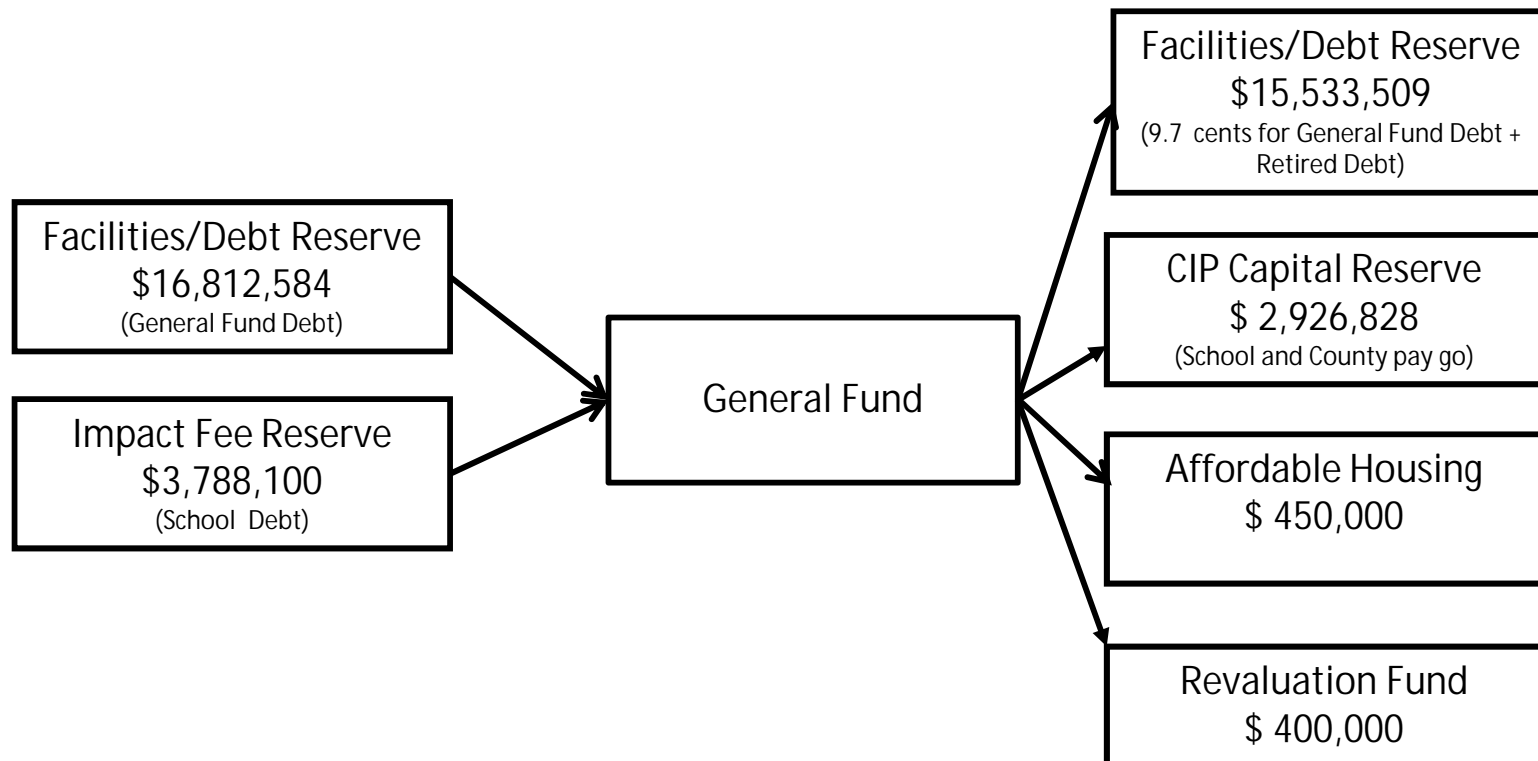 Facilities/Debt Reserve
$16,812,584
(General Fund Debt)
Impact Fee Reserve
$3,788,100
(School  Debt)
General Fund
Facilities/Debt Reserve
$15,533,509
(9.7  cents for General Fund Debt +
Retired Debt)
CIP Capital Reserve
$ 2,926,828
(School and County pay go)
Affordable Housing
$ 450,000
Revaluation Fund
$ 400,000